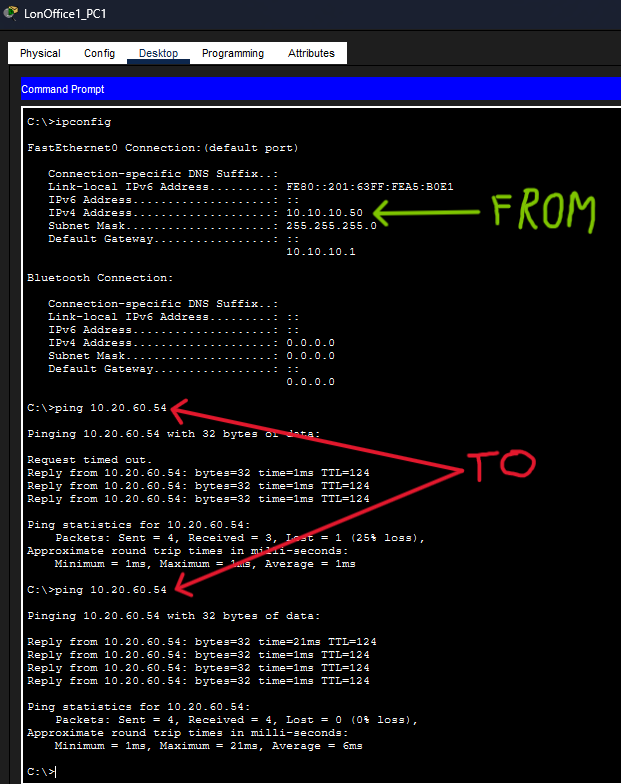 LonOffice1_PC1
Physical Config Desktop Programming Attributes
Command Prompt
C:\>ipconfig
FastEthernet0 Connection:(default port)
Connection-specific DNS Suffix..:
Link-local IPv6 Address.........: FE80::201:63FF:FEA5:B0E1
IPv6 Address....................: ::
IPv4 Address....................: 10.10.10.50
FROM
Subnet Mask.....................: 255.255.255.0
Default Gateway.................: ::
10.10.10.1
Bluetooth Connection:
Connection-specific DNS Suffix..:
Link-local IPv6 Address.........: ::
IPv6 Address....................: ::
IPv4 Address....................: 0.0.0.0
Subnet Mask.....................: 0.0.0.0
Default Gateway.................: ::
0.0.0.0
C:\>ping 10.20.60.54
Pinging 10.20.60.54 with 32 bytes of data:
TO
Request timed out.
Reply from 10.20.60.54: bytes=32 time=1ms TTL=124
Reply from 10.20.60.54: bytes=32 time=1ms TTL=124
Reply from 10.20.60.54: bytes=32 time=1ms TTL=124
Ping statistics for 10.20.60.54:
Packets: Sent = 4, Received = 3, Lost = 1 (25% loss),
Approximate round trip times in milli-seconds:
Minimum = 1ms, Maximum = 1ms, Average = 1ms
C:\>ping 10.20.60.54
Pinging 10.20.60.54 with 32 bytes of data:
Reply from 10.20.60.54: bytes=32 time=21ms TTL=124
Reply from 10.20.60.54: bytes=32 time=1ms TTL=124
Reply from 10.20.60.54: bytes=32 time=1ms TTL=124
Reply from 10.20.60.54: bytes=32 time=1ms TTL=124
Ping statistics for 10.20.60.54:
Packets: Sent = 4, Received = 4, Lost = 0 (0% loss),
Approximate round trip times in milli-seconds:
Minimum = 1ms, Maximum = 21ms, Average = 6ms
C:\>